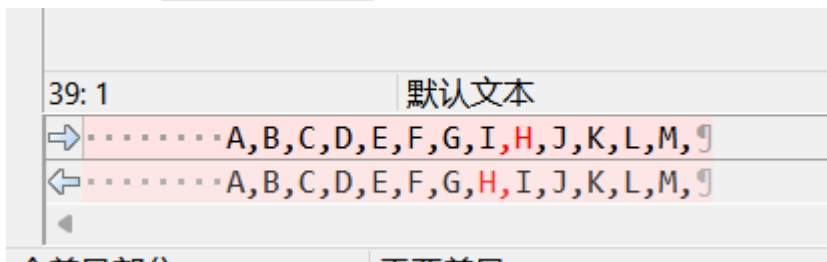 39: 1 默认文本
········A,B,C,D,E,F,G,I,H,J,K,L,M,¶
········A,B,C,D,E,F,G,H,I,J,K,L,M,¶